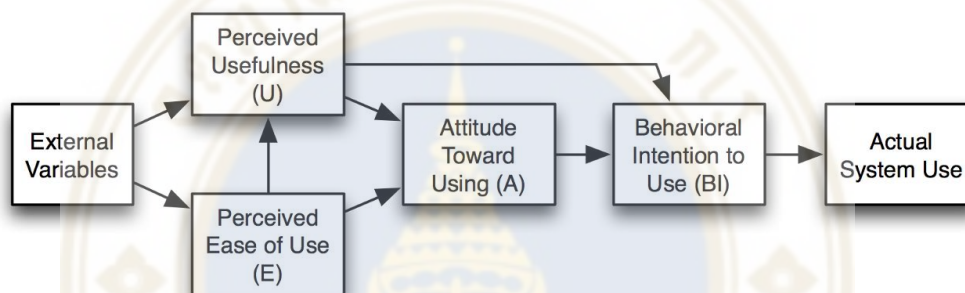 Perceived
Usefulness
(U)
External
Variables
Perceived
Ease of Use
(E)
Attitude
Toward
Using (A)
Behavioral
Intention to
Use (BI)
Actual
System Use